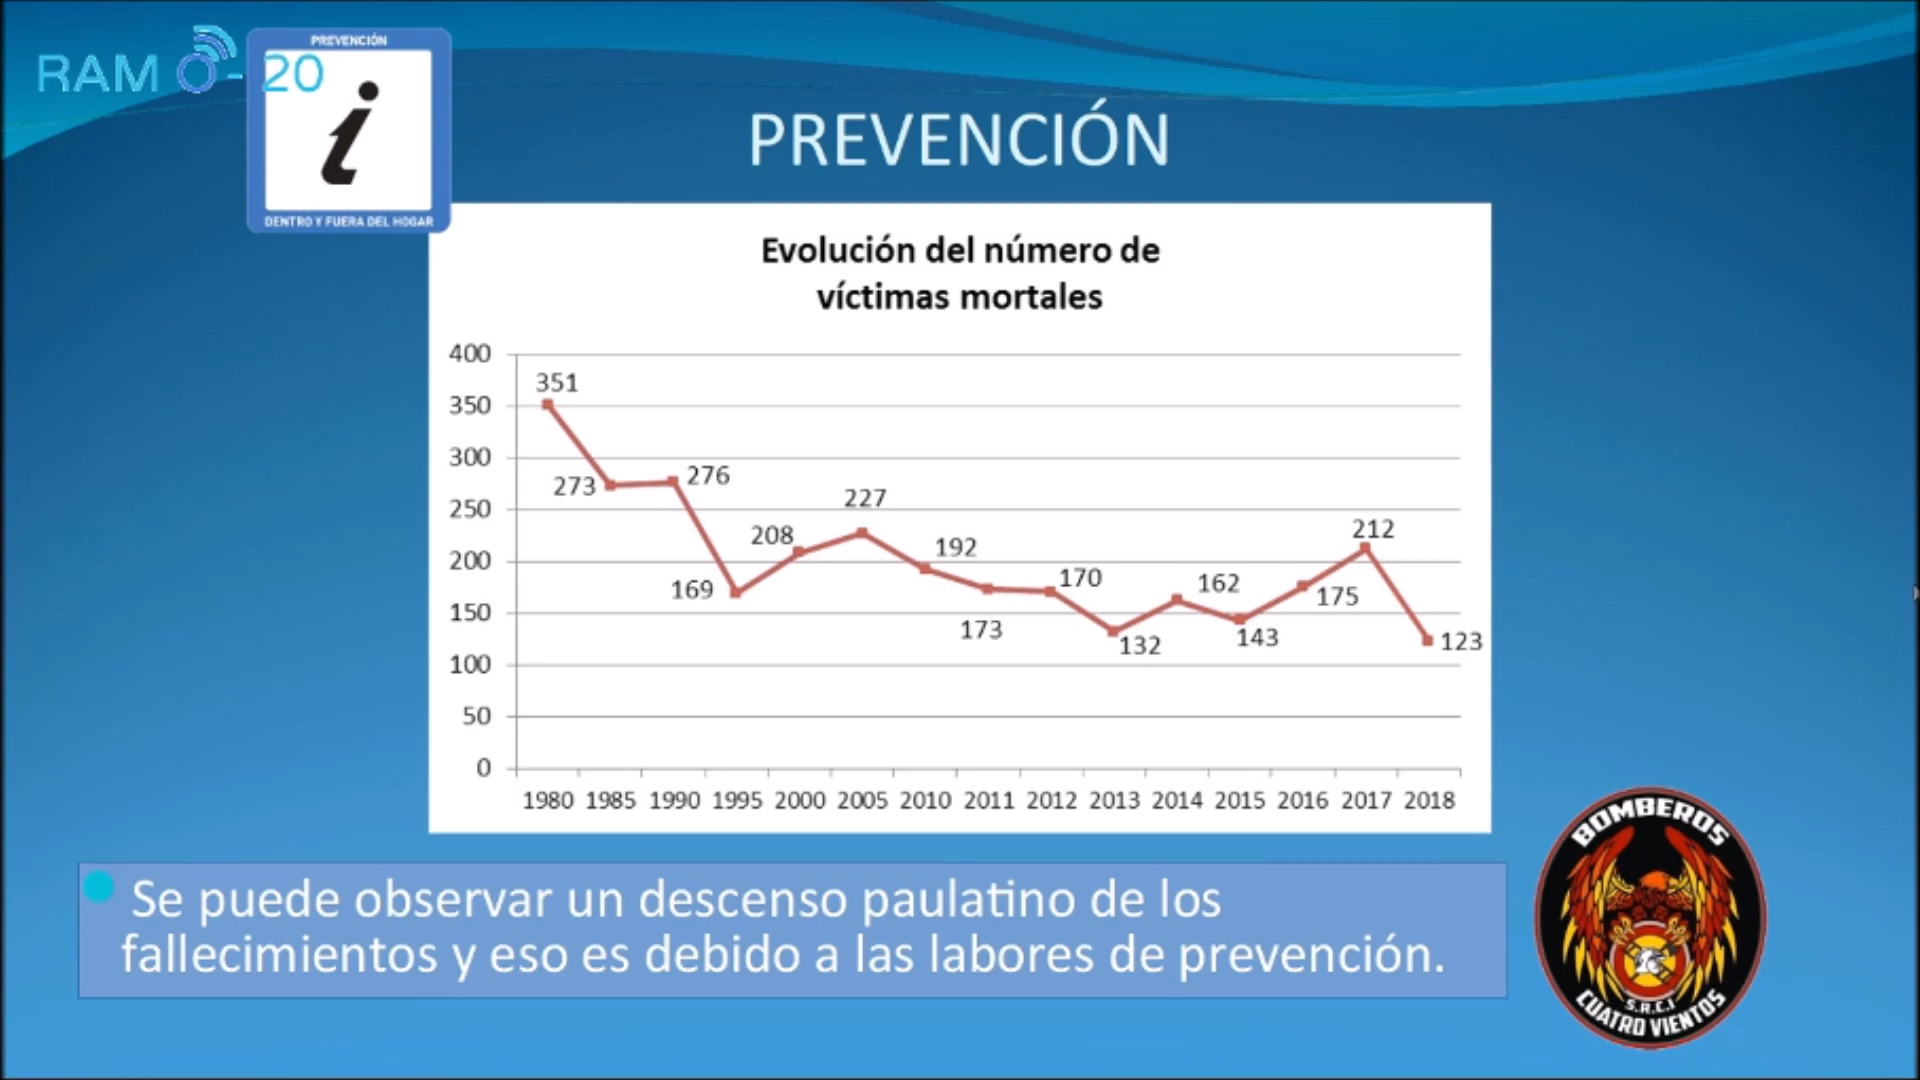 RAM O-20
PREVENCIÓN
i
DENTRO Y FUERA DEL HOGAR
PREVENCIÓN
Evolución del número de
víctimas mortales
400
350
300
250
200
150
100
50
0
351
273
276
169
208
227
192
173
170
132
162
143
175
212
123
1980 1985 1990 1995 2000 2005 2010 2011 2012 2013 2014 2015 2016 2017 2018
Se puede observar un descenso paulatino de los
fallecimientos y eso es debido a las labores de prevención.
BOMBEROS
S.R.C.I
CUATRO VIENTOS